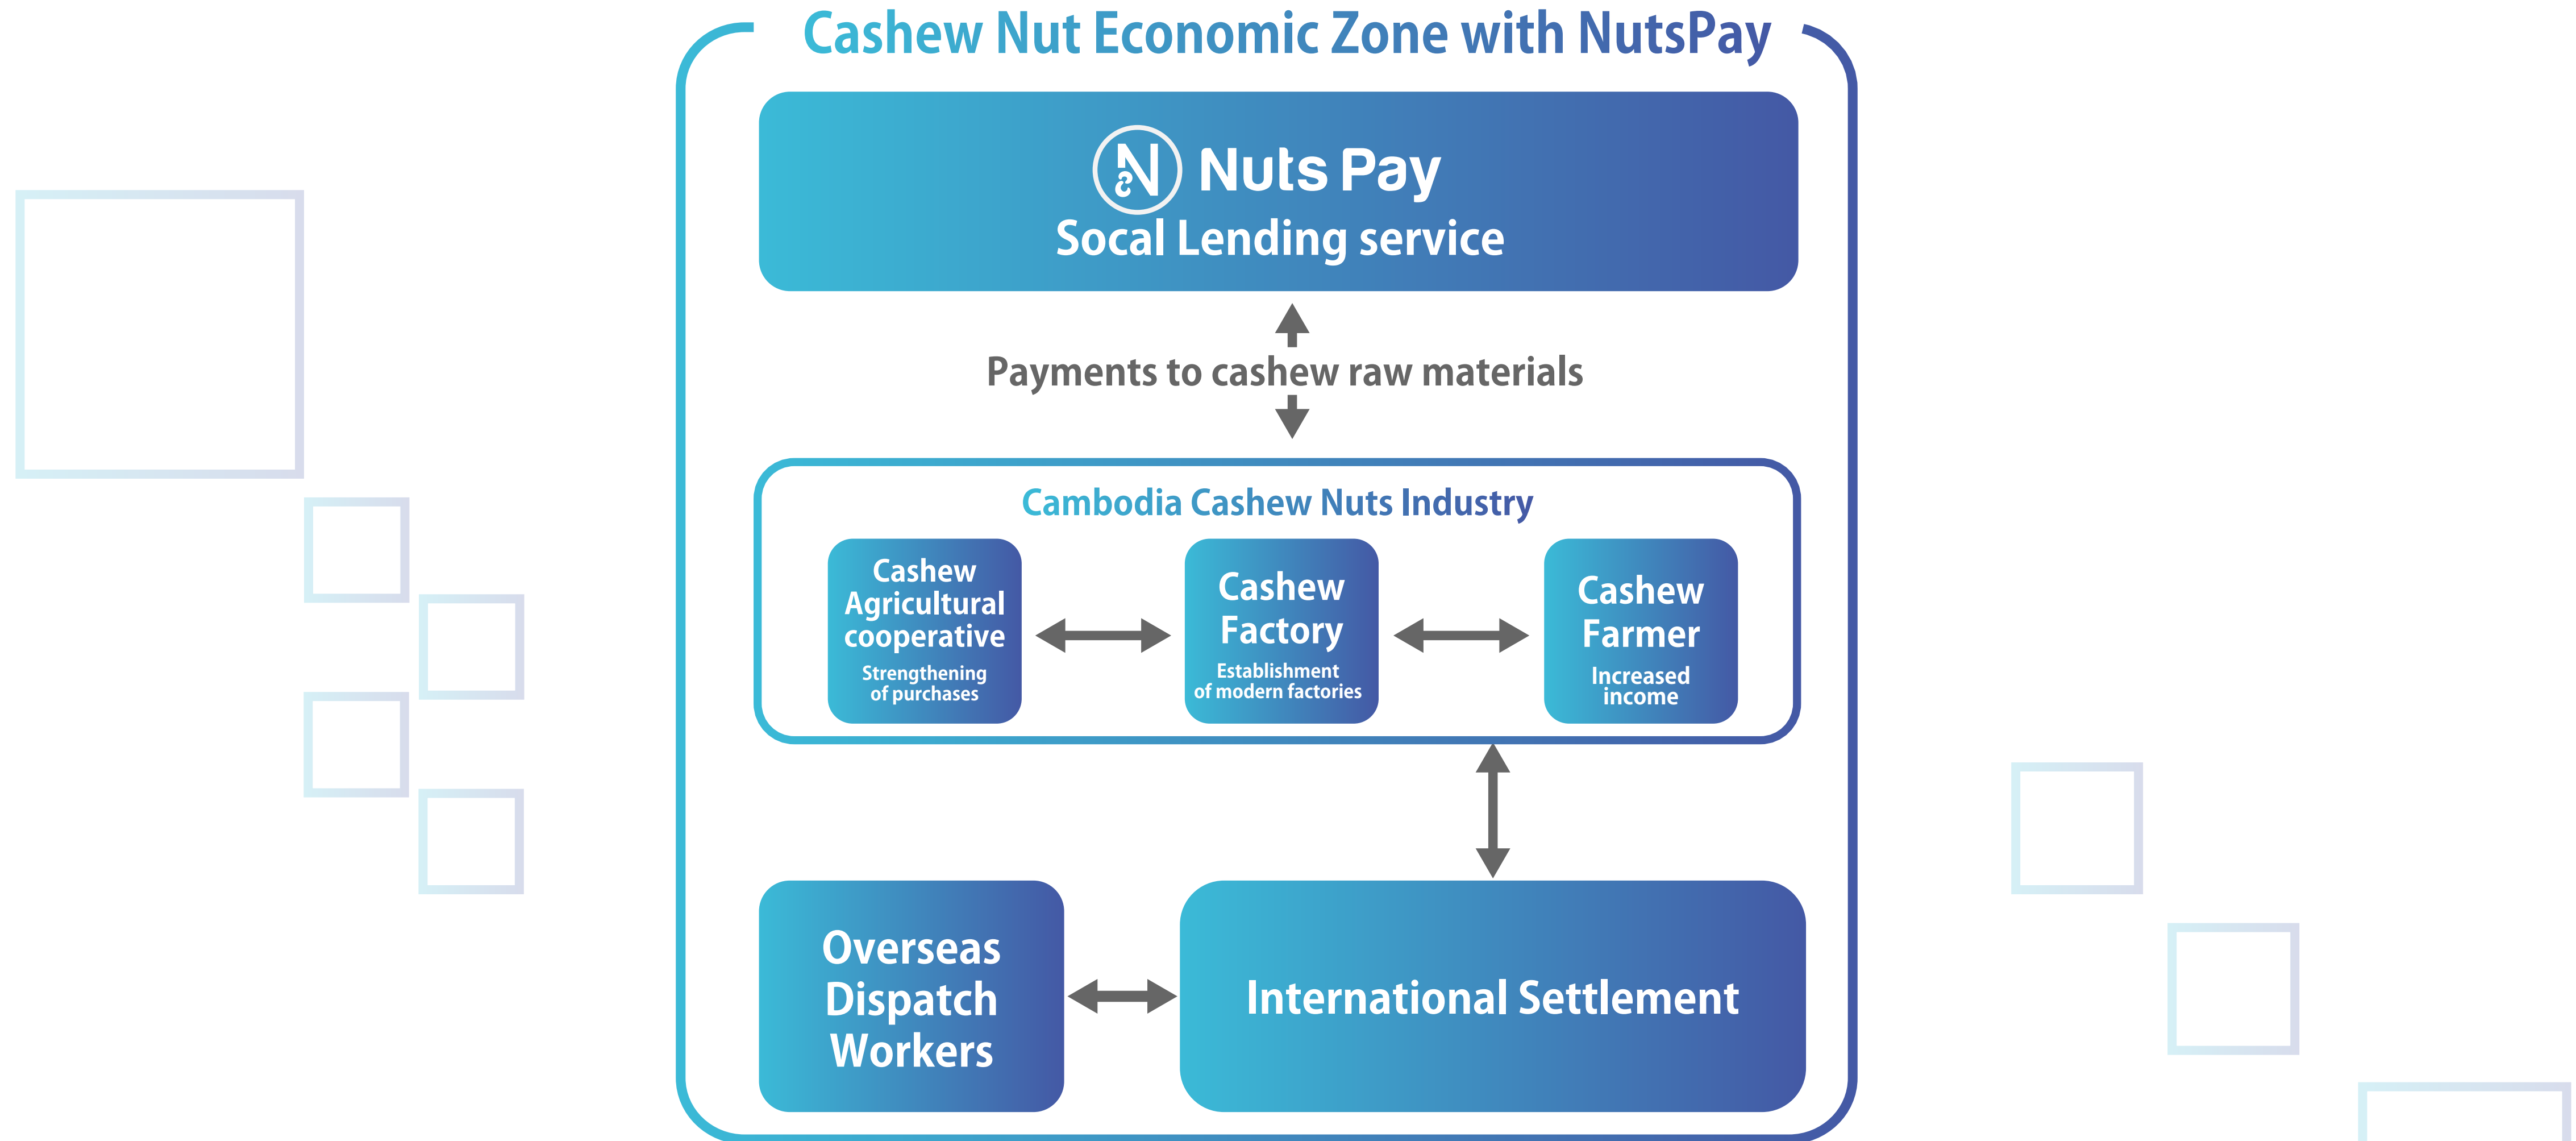 Cashew Nut Economic Zone with NutsPay
Nuts Pay
Socal Lending service
Payments to cashew raw materials
Cambodia Cashew Nuts Industry
Cashew
Agricultural
cooperative
Strengthening
of purchases
Cashew
Factory
Establishment
of modern factories
Cashew
Farmer
Increased
income
Overseas
Dispatch
Workers
International Settlement